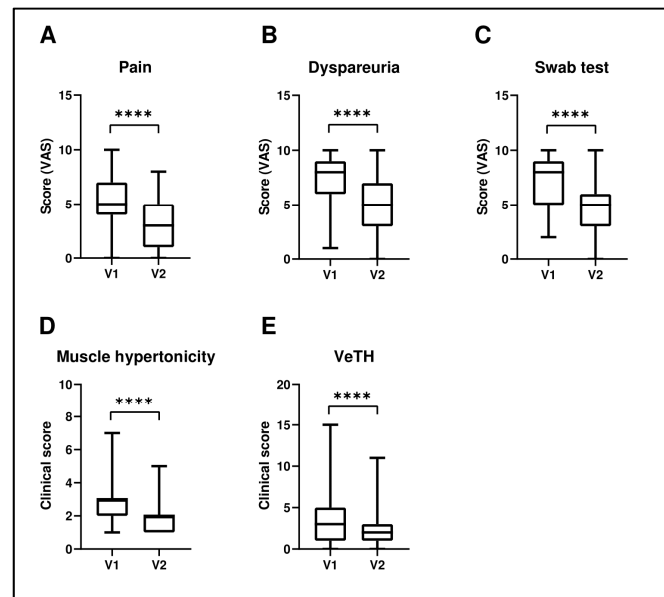 A
Pain
15
10
5
0
Score (VAS)
****
V1 V2
B
Dyspareuria
15
10
5
0
Score (VAS)
****
V1 V2
C
Swab test
15
10
5
0
Score (VAS)
****
V1 V2
D
Muscle hypertonicity
10
8
6
4
2
0
Clinical score
****
V1 V2
E
VeTH
20
15
10
5
0
Clinical score
****
V1 V2